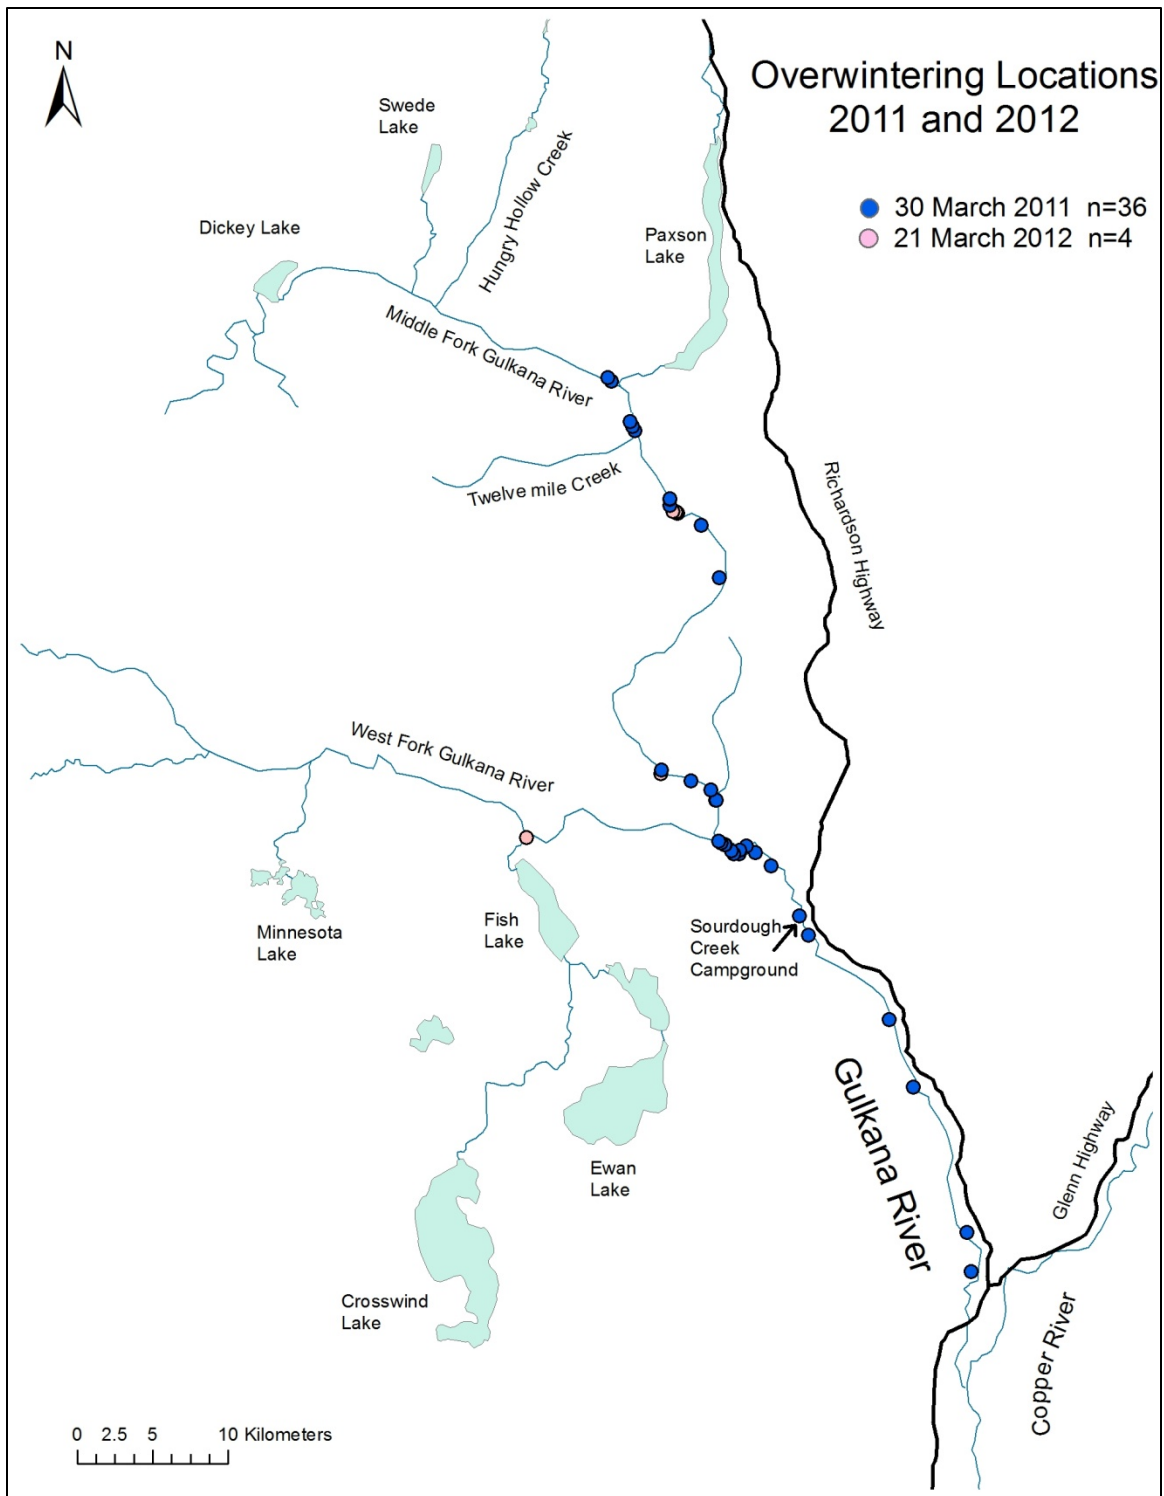 N
Overwintering Locations
2011 and 2012
30 March 2011 n=36
21 March 2012 n=4
Swede
Lake
Hungry Hollow Creek
Dickey Lake
Paxson
Lake
Middle Fork Gulkana River
Twelve mile Creek
Richardson Highway
West Fork Gulkana River
Minnesota
Lake
Fish
Lake
Sourdough
Creek
Campground
Gulkana River
Glenn Highway
Ewan
Lake
Crosswind
Lake
Copper River
0 2.5 5 10 Kilometers